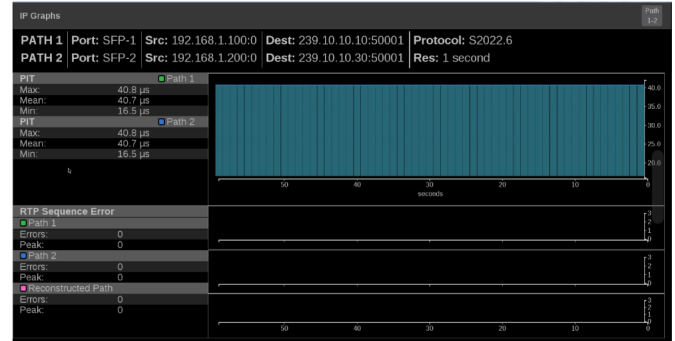 IP Graphs
Path
1-2
PATH 1 Port: SFP-1 Src: 192.168.1.100:0 Dest: 239.10.10.10:50001 Protocol: S2022.6
PATH 2 Port: SFP-2 Src: 192.168.1.200:0 Dest: 239.10.10.30:50001 Res: 1 second
PIT Path 1
Max: 40.8 µs
Mean: 40.7 µs
Min: 16.5 µs
PIT Path 2
Max: 40.8 µs
Mean: 40.7 µs
Min: 16.5 µs
40.0
35.0
30.0
25.0
20.0
50 40 30 20 10 0
seconds
RTP Sequence Error
Path 1
Errors: 0
Peak: 0
3
2
1
0
Path 2
Errors: 0
Peak: 0
3
2
1
0
Reconstructed Path
Errors: 0
Peak: 0
3
2
1
0
50 40 30 20 10 0